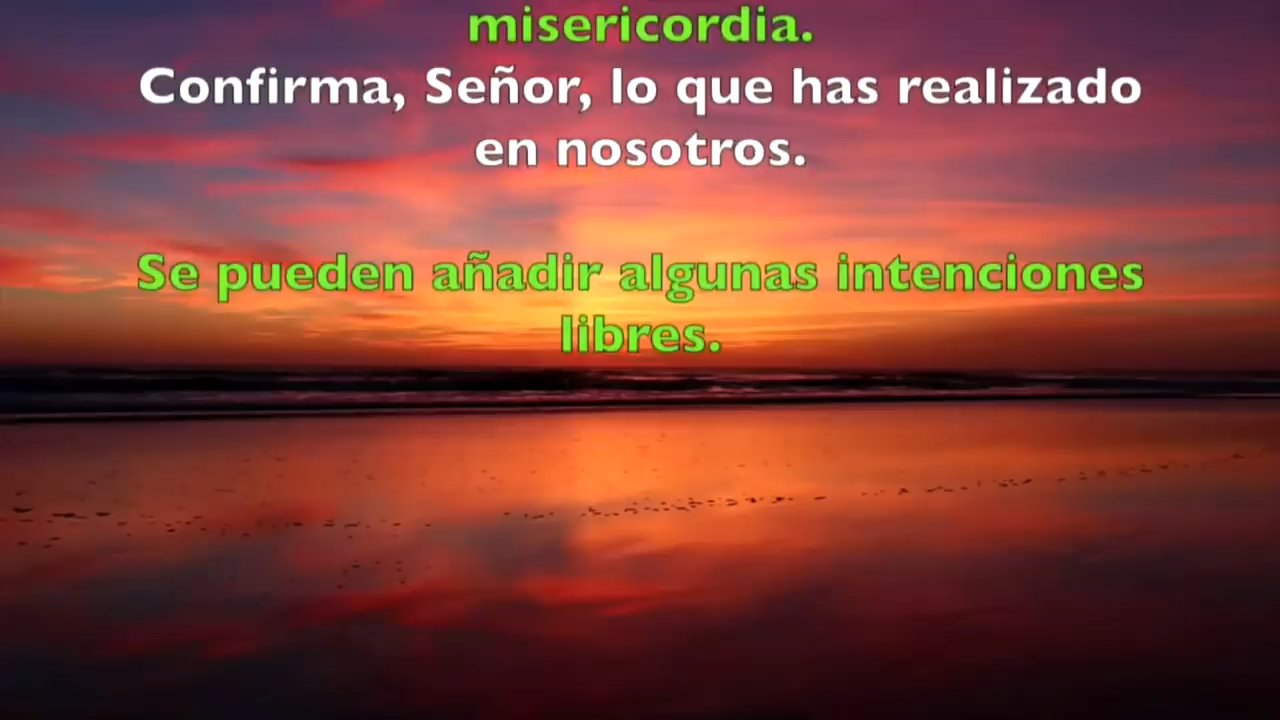 misericordia.
Confirma, Señor, lo que has realizado
en nosotros.
Se pueden añadir algunas intenciones
libres.